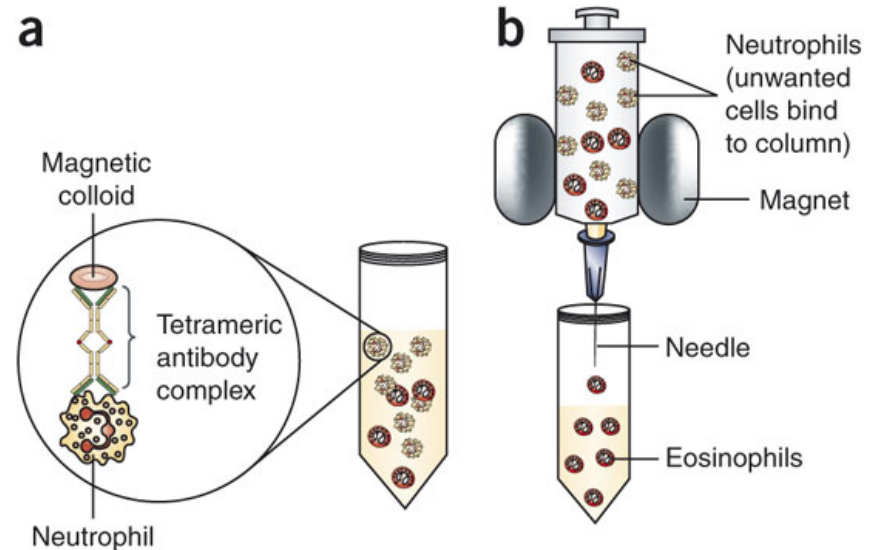 a
Magnetic
colloid
Tetrameric
antibody
complex
Neutrophil
b
Neutrophils
(unwanted
cells bind
to column)
Magnet
Needle
Eosinophils